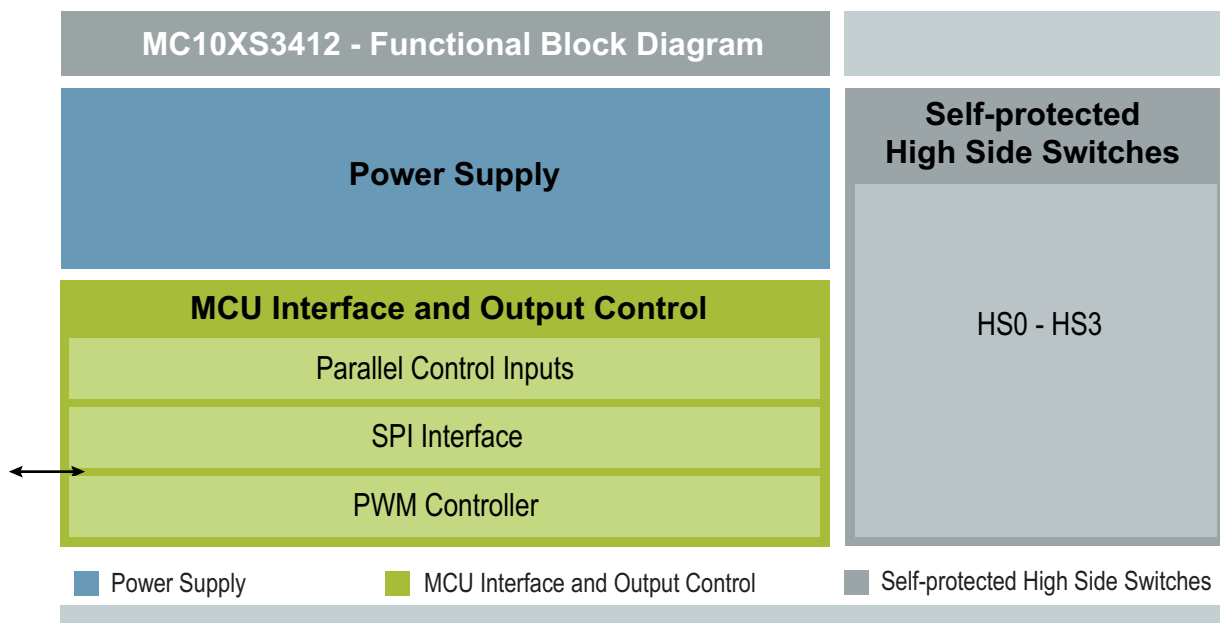 MC10XS3412 - Functional Block Diagram
Power Supply
MCU Interface and Output Control
Parallel Control Inputs
SPI Interface
PWM Controller
Self-protected
High Side Switches
HS0 - HS3
Power Supply
MCU Interface and Output Control
Self-protected High Side Switches